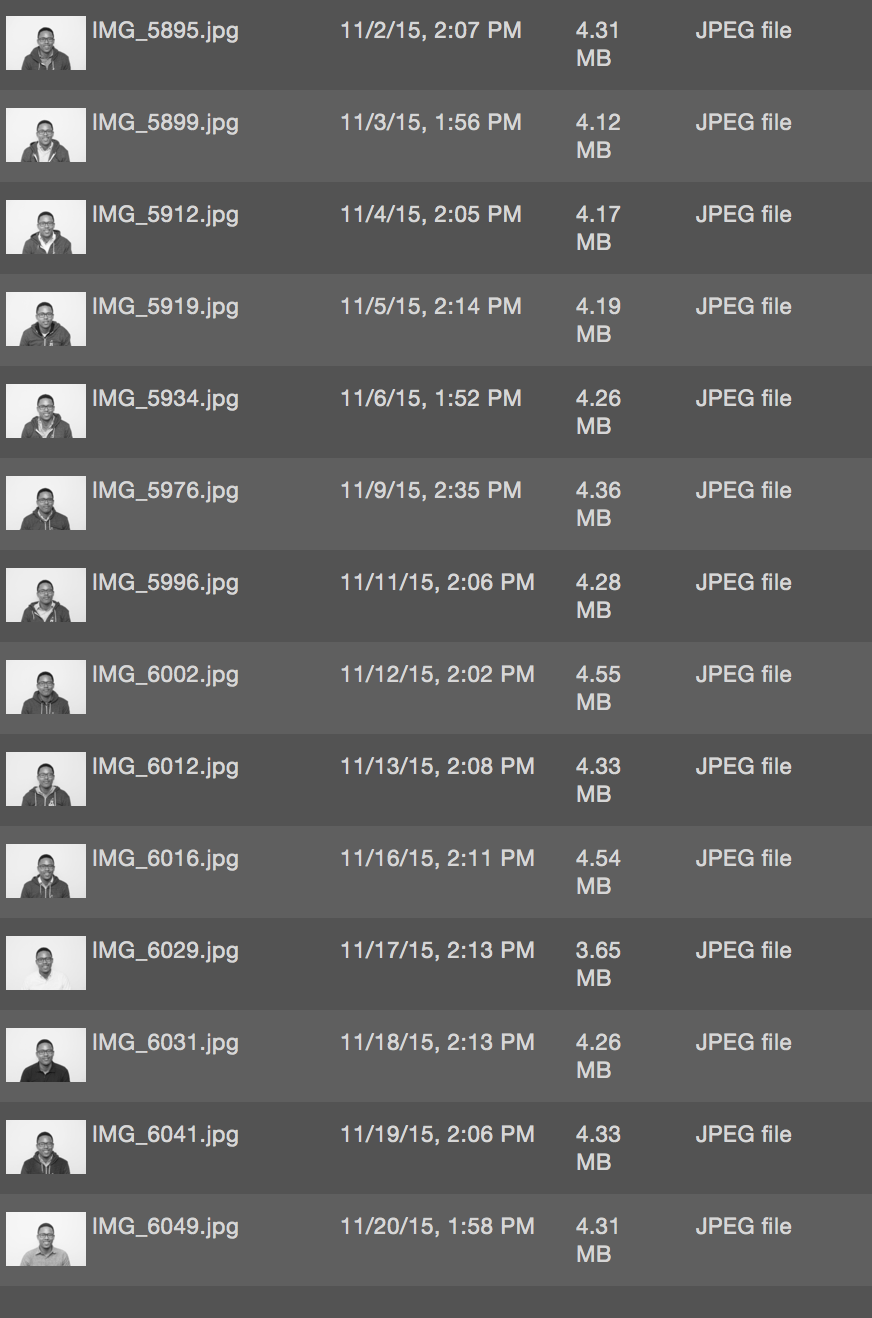 IMG_5895.jpg 11/2/15, 2:07 PM 4.31 JPEG file
MB
IMG_5899.jpg 11/3/15, 1:56 PM 4.12 JPEG file
MB
IMG_5912.jpg 11/4/15, 2:05 PM 4.17 JPEG file
MB
IMG_5919.jpg 11/5/15, 2:14 PM 4.19 JPEG file
MB
IMG_5934.jpg 11/6/15, 1:52 PM 4.26 JPEG file
MB
IMG_5976.jpg 11/9/15, 2:35 PM 4.36 JPEG file
MB
IMG_5996.jpg 11/11/15, 2:06 PM 4.28 JPEG file
MB
IMG_6002.jpg 11/12/15, 2:02 PM 4.55 JPEG file
MB
IMG_6012.jpg 11/13/15, 2:08 PM 4.33 JPEG file
MB
IMG_6016.jpg 11/16/15, 2:11 PM 4.54 JPEG file
MB
IMG_6029.jpg 11/17/15, 2:13 PM 3.65 JPEG file
MB
IMG_6031.jpg 11/18/15, 2:13 PM 4.26 JPEG file
MB
IMG_6041.jpg 11/19/15, 2:06 PM 4.33 JPEG file
MB
IMG_6049.jpg 11/20/15, 1:58 PM 4.31 JPEG file
MB